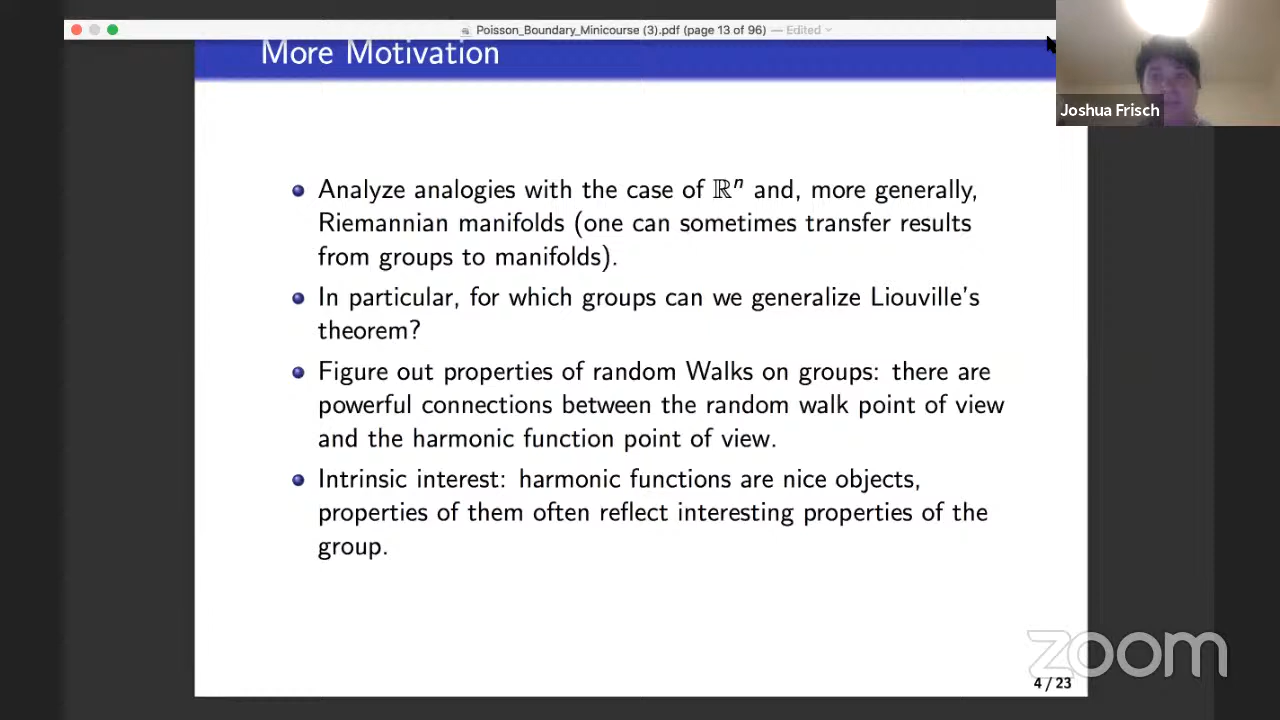 Poisson_Boundary_Minicourse (3).pdf (page 13 of 96) — Edited
More Motivation
Joshua Frisch
Analyze analogies with the case of ℝⁿ and, more generally,
Riemannian manifolds (one can sometimes transfer results
from groups to manifolds).
In particular, for which groups can we generalize Liouville's
theorem?
Figure out properties of random Walks on groups: there are
powerful connections between the random walk point of view
and the harmonic function point of view.
Intrinsic interest: harmonic functions are nice objects,
properties of them often reflect interesting properties of the
group.
zoom
4 / 23